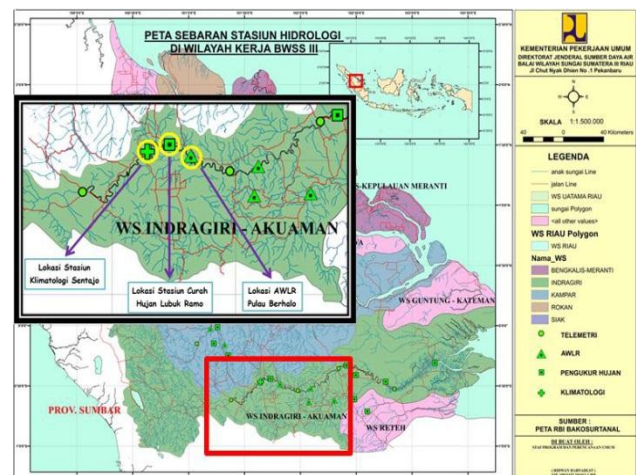 PETA SEBARAN STASIUN HIDROLOGI
DI WILAYAH KERJA BWSS III
WS INDRAGIRI - AKUAMAN
Lokasi Stasiun
Klimatologi Sentajo
Lokasi Stasiun Curah
Hujan Lubuk Ramo
Lokasi AWLR
Pulau Berhalo
S-KEPULAUAN MERANTI
WS GUNTUNG - KATEMAN
WS INDRAGIRI - AKUAMAN
WS RETEH
PROV. SUMBAR
KEMENTERIAN PEKERJAAN UMUM
DIREKTORAT JENDERAL SUMBER DAYA AIR
BALAI WILAYAH SUNGAI SUMATERA III RIAU
Jl Chut Nyak Dhien No .1 Pekanbaru
SKALA 1:1.500.000
40 0 40 Kilometers
LEGENDA
anak sungai Line
jalan Line
WS UATAMA RIAU
sungai Polygon
<all other values>
WS RIAU Polygon
WS RIAU
Nama_WS
BENGKALIS-MERANTI
INDRAGIRI
KAMPAR
ROKAN
SIAK
TELEMETRI
AWLR
PENGUKUR HUJAN
KLIMATOLOGI
SUMBER :
PETA RBI BAKOSURTANAL
DI BUAT OLEH :